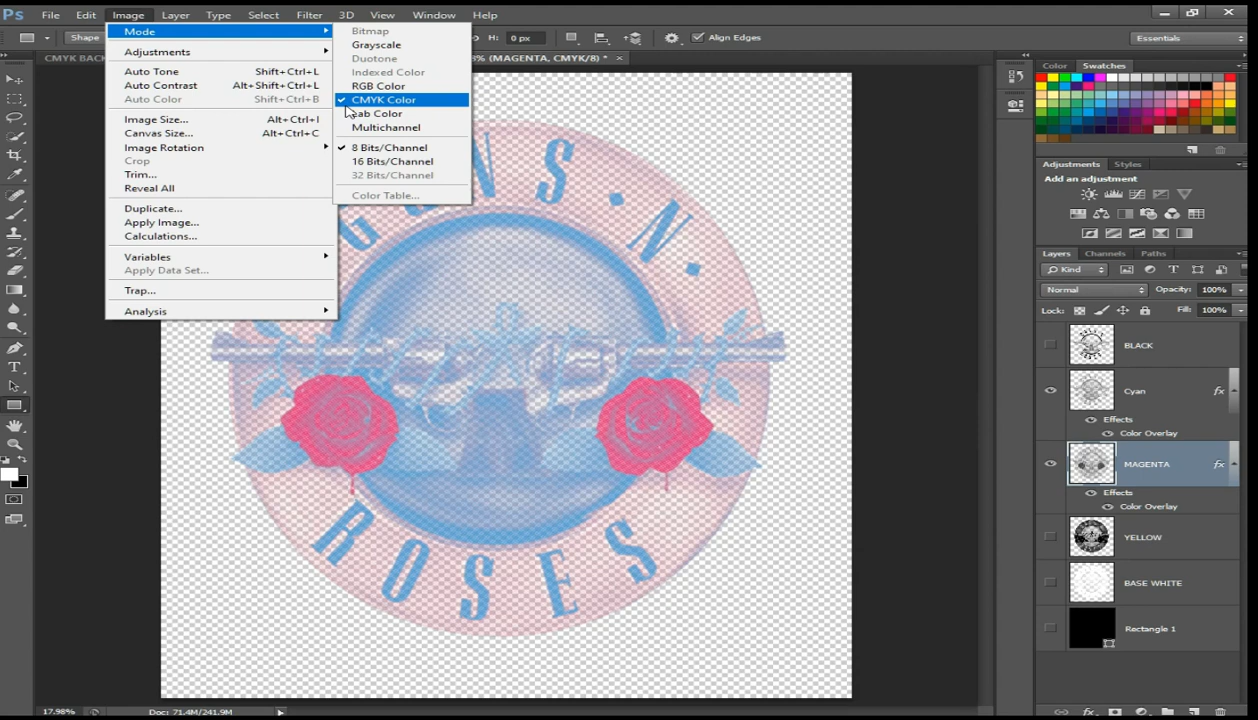 Ps File Edit Image Layer Type Select Filter 3D View Window Help
Shape H: 0 px Align Edges Essentials
CMYK BACK 8% (MAGENTA, CMYK/8) * ×
Mode
Adjustments
Auto Tone Shift+Ctrl+L
Auto Contrast Alt+Shift+Ctrl+L
Auto Color Shift+Ctrl+B
Image Size... Alt+Ctrl+I
Canvas Size... Alt+Ctrl+C
Image Rotation
Crop
Trim...
Reveal All
Duplicate...
Apply Image...
Calculations...
Variables
Apply Data Set...
Trap...
Analysis
Bitmap
Grayscale
Duotone
Indexed Color
RGB Color
CMYK Color
Lab Color
Multichannel
8 Bits/Channel
16 Bits/Channel
32 Bits/Channel
Color Table...
GUNS·N·
ROSES
Color Swatches
Adjustments Styles
Add an adjustment
Layers Channels Paths
Kind
Normal Opacity: 100%
Lock: Fill: 100%
BLACK
Cyan fx
Effects
Color Overlay
MAGENTA fx
Effects
Color Overlay
YELLOW
BASE WHITE
Rectangle 1
17.98% Doc: 71.4M/241.9M